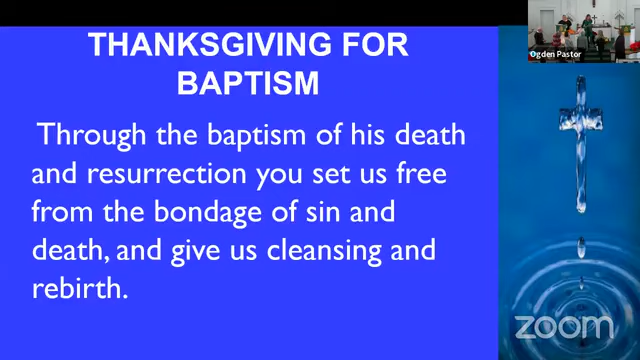 THANKSGIVING FOR
BAPTISM
Through the baptism of his death
and resurrection you set us free
from the bondage of sin and
death, and give us cleansing and
rebirth.
Ogden Pastor
zoom